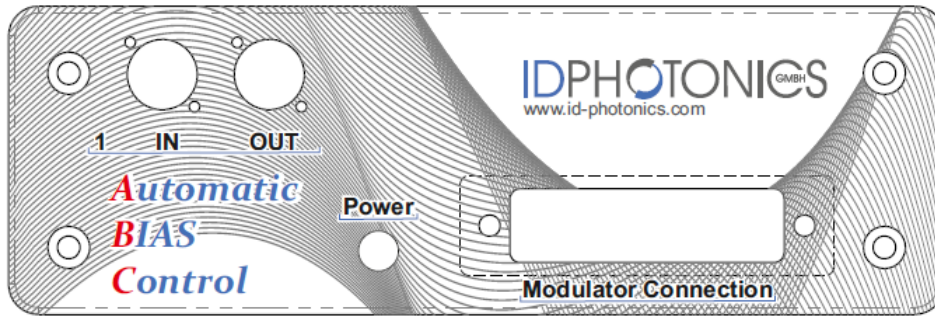 IDPHOTONICS GMBH
www.id-photonics.com
1 IN OUT
Automatic
BIAS
Control
Power
Modulator Connection